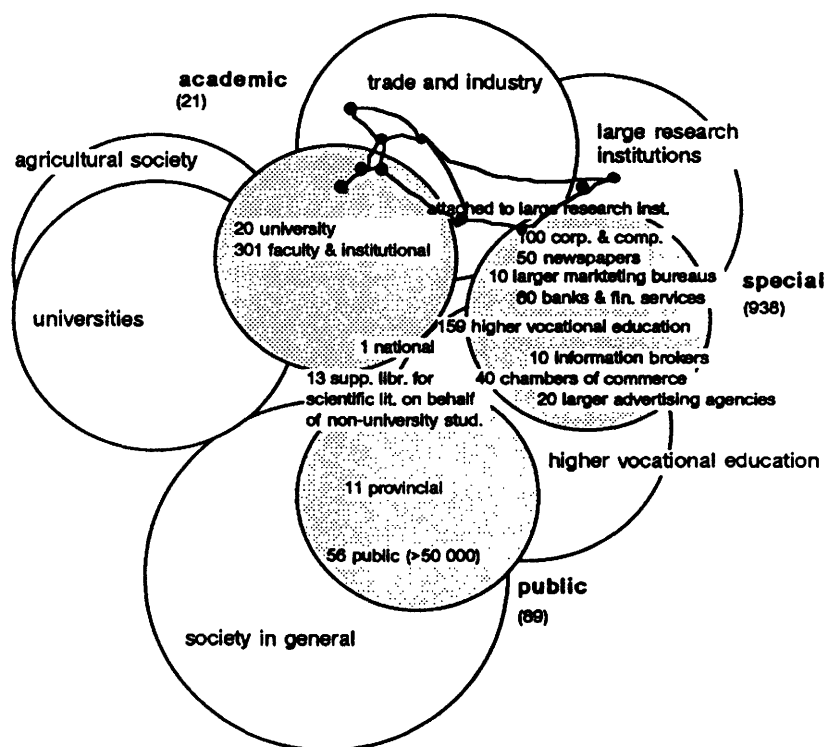 academic
(21)
trade and industry
large research
institutions
agricultural society
attached to large research inst.
20 university
301 faculty & institutional
100 corp. & comp.
50 newspapers
10 larger markteting bureaus
60 banks & fin. services
special
(938)
universities
159 higher vocational education
1 national
10 information brokers
13 supp. libr. for
scientific lit. on behalf
of non-university stud.
40 chambers of commerce
20 larger advertising agencies
higher vocational education
11 provincial
56 public (>50 000)
public
(89)
society in general